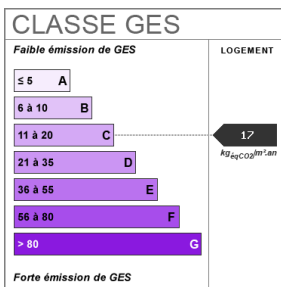 CLASSE GES
Faible émission de GES
LOGEMENT
≤ 5 A
6 à 10 B
11 à 20 C
17
kgéqCO2/m².an
21 à 35 D
36 à 55 E
56 à 80 F
> 80 G
Forte émission de GES